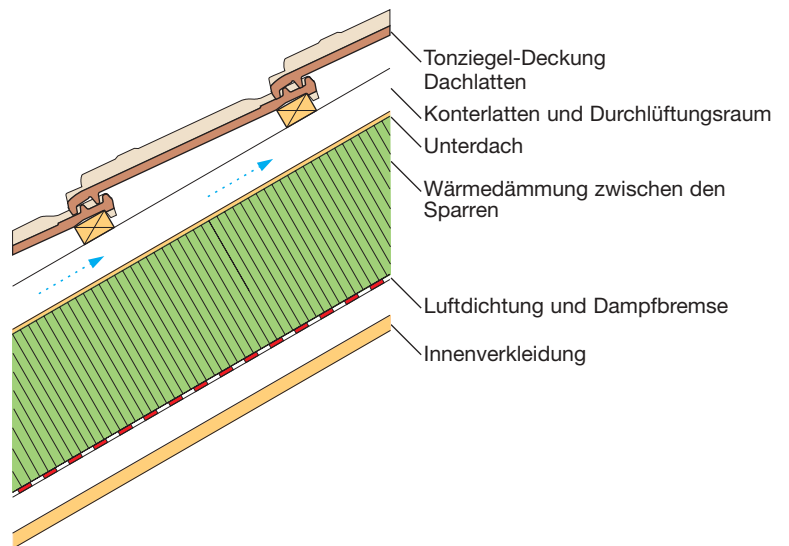 Tonziegel-Deckung
Dachlatten
Konterlatten und Durchlüftungsraum
Unterdach
Wärmedämmung zwischen den
Sparren
Luftdichtung und Dampfbremse
Innenverkleidung